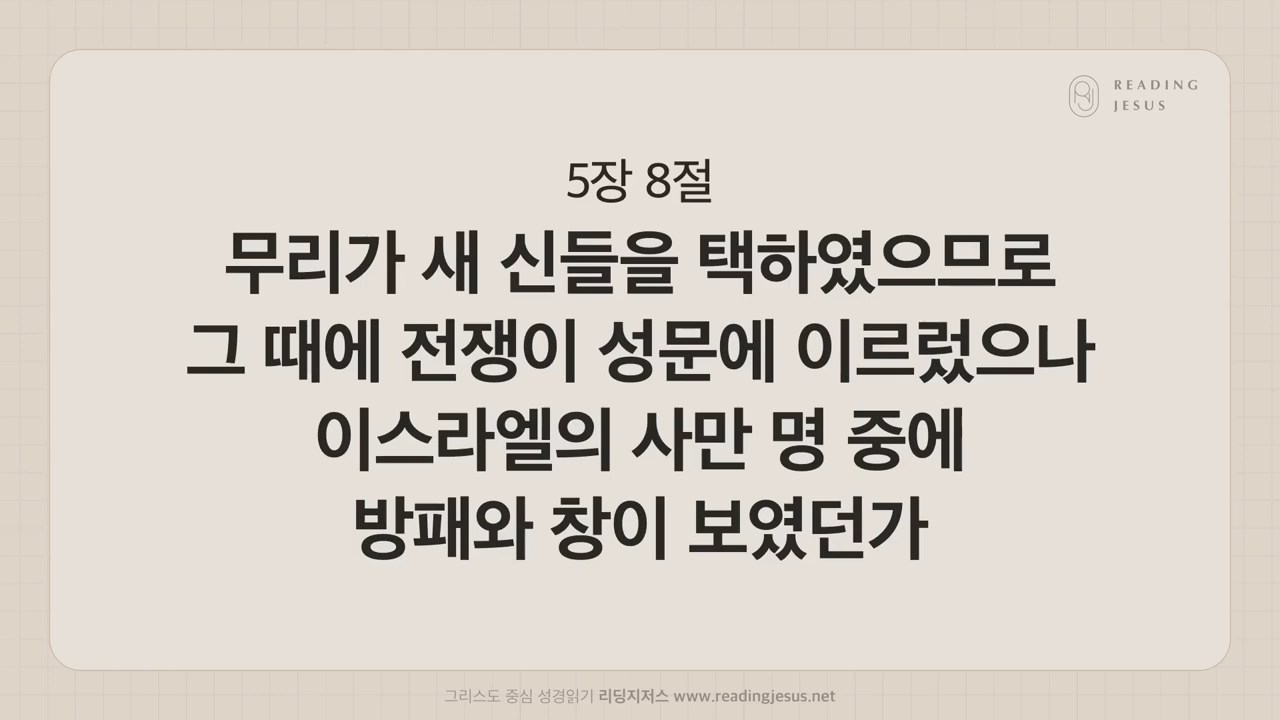 READING
JESUS
5장 8절
무리가 새 신들을 택하였으므로
그 때에 전쟁이 성문에 이르렀으나
이스라엘의 사만 명 중에
방패와 창이 보였던가
그리스도 중심 성경읽기 리딩지저스 www.readingjesus.net